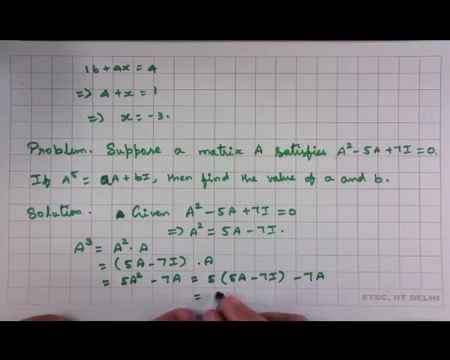 16 + 4x = 4
=> 4 + x = 1
=> x = -3.
Problem. Suppose a matrix A satisfies A² - 5A + 7I = 0.
If A⁵ = aA + bI, then find the value of a and b.
Solution. Given A² - 5A + 7I = 0
=> A² = 5A - 7I.
A³ = A² . A
= (5A - 7I) . A
= 5A² - 7A = 5(5A - 7I) - 7A
=
ETSC, IIT DELHI